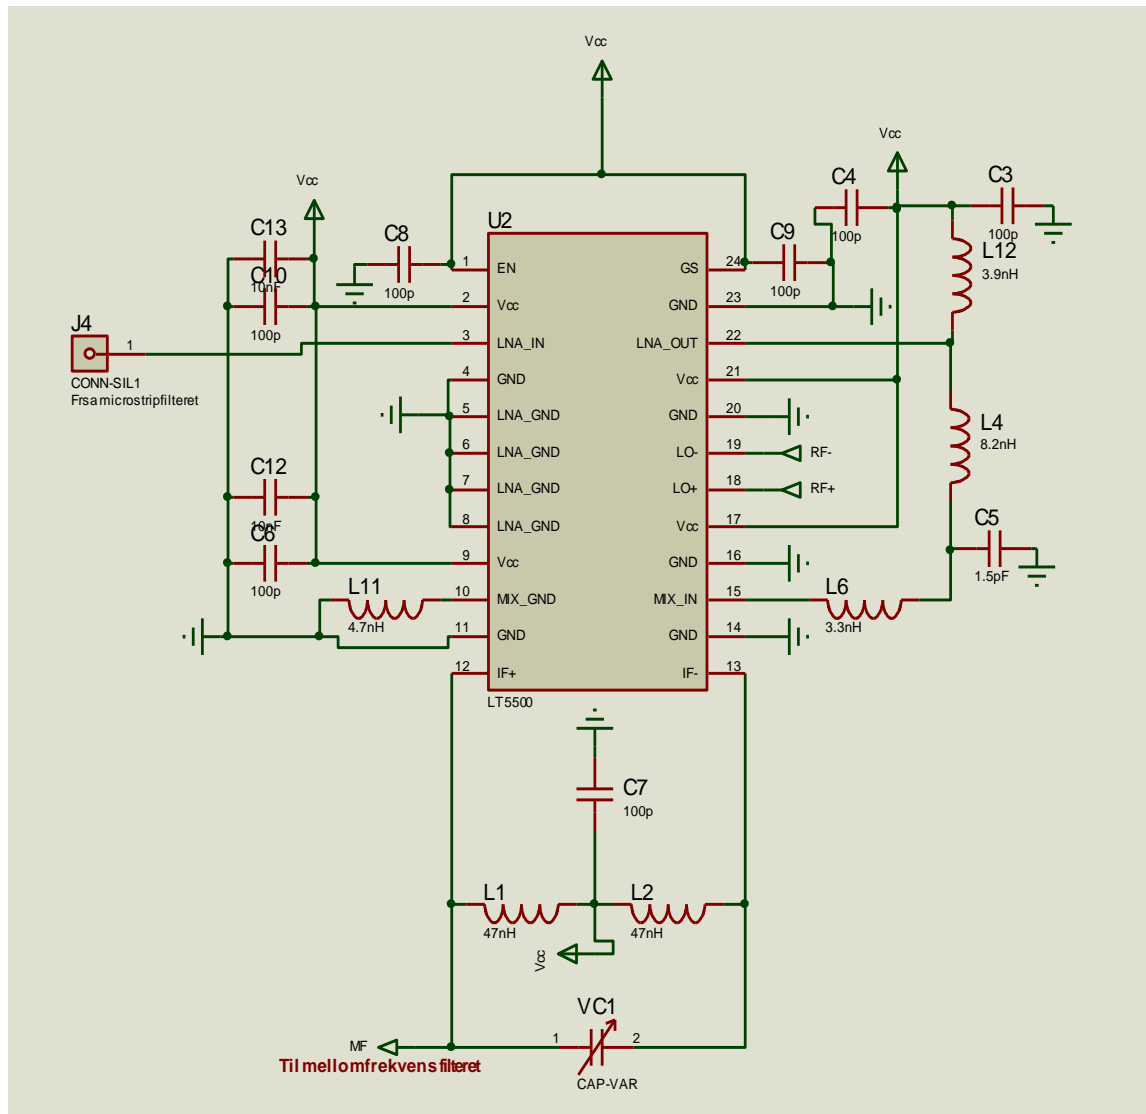 Vcc
Vcc
Vcc
C13
10nF
C10
100p
C8
100p
U2
C4
100p
C3
100p
C9
100p
L12
3.9nH
J4
1
CONN-SIL1
Frsa microstripfilteret
1 EN GS 24
2 Vcc GND 23
3 LNA_IN LNA_OUT 22
4 GND Vcc 21
5 LNA_GND GND 20
6 LNA_GND LO- 19 RF-
7 LNA_GND LO+ 18 RF+
8 LNA_GND Vcc 17
9 Vcc GND 16
10 MIX_GND MIX_IN 15
11 GND GND 14
12 IF+ IF- 13
LT5500
L4
8.2nH
C12
10nF
C6
100p
C5
1.5pF
L11
4.7nH
L6
3.3nH
C7
100p
L1
47nH
L2
47nH
Vcc
VC1
1 2
CAP-VAR
MF
Til mellomfrekvensfilteret